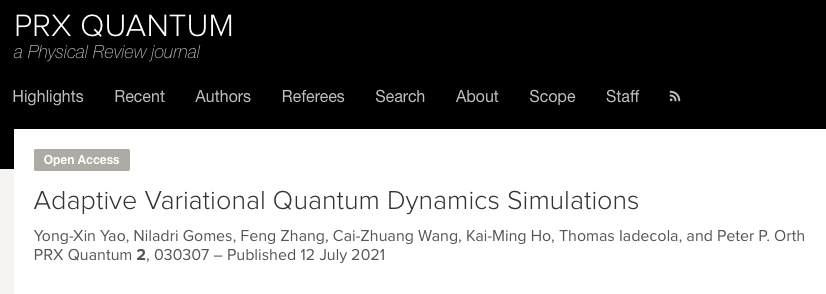 PRX QUANTUM
a Physical Review journal
Highlights Recent Authors Referees Search About Scope Staff
Open Access
Adaptive Variational Quantum Dynamics Simulations
Yong-Xin Yao, Niladri Gomes, Feng Zhang, Cai-Zhuang Wang, Kai-Ming Ho, Thomas Iadecola, and Peter P. Orth
PRX Quantum 2, 030307 – Published 12 July 2021